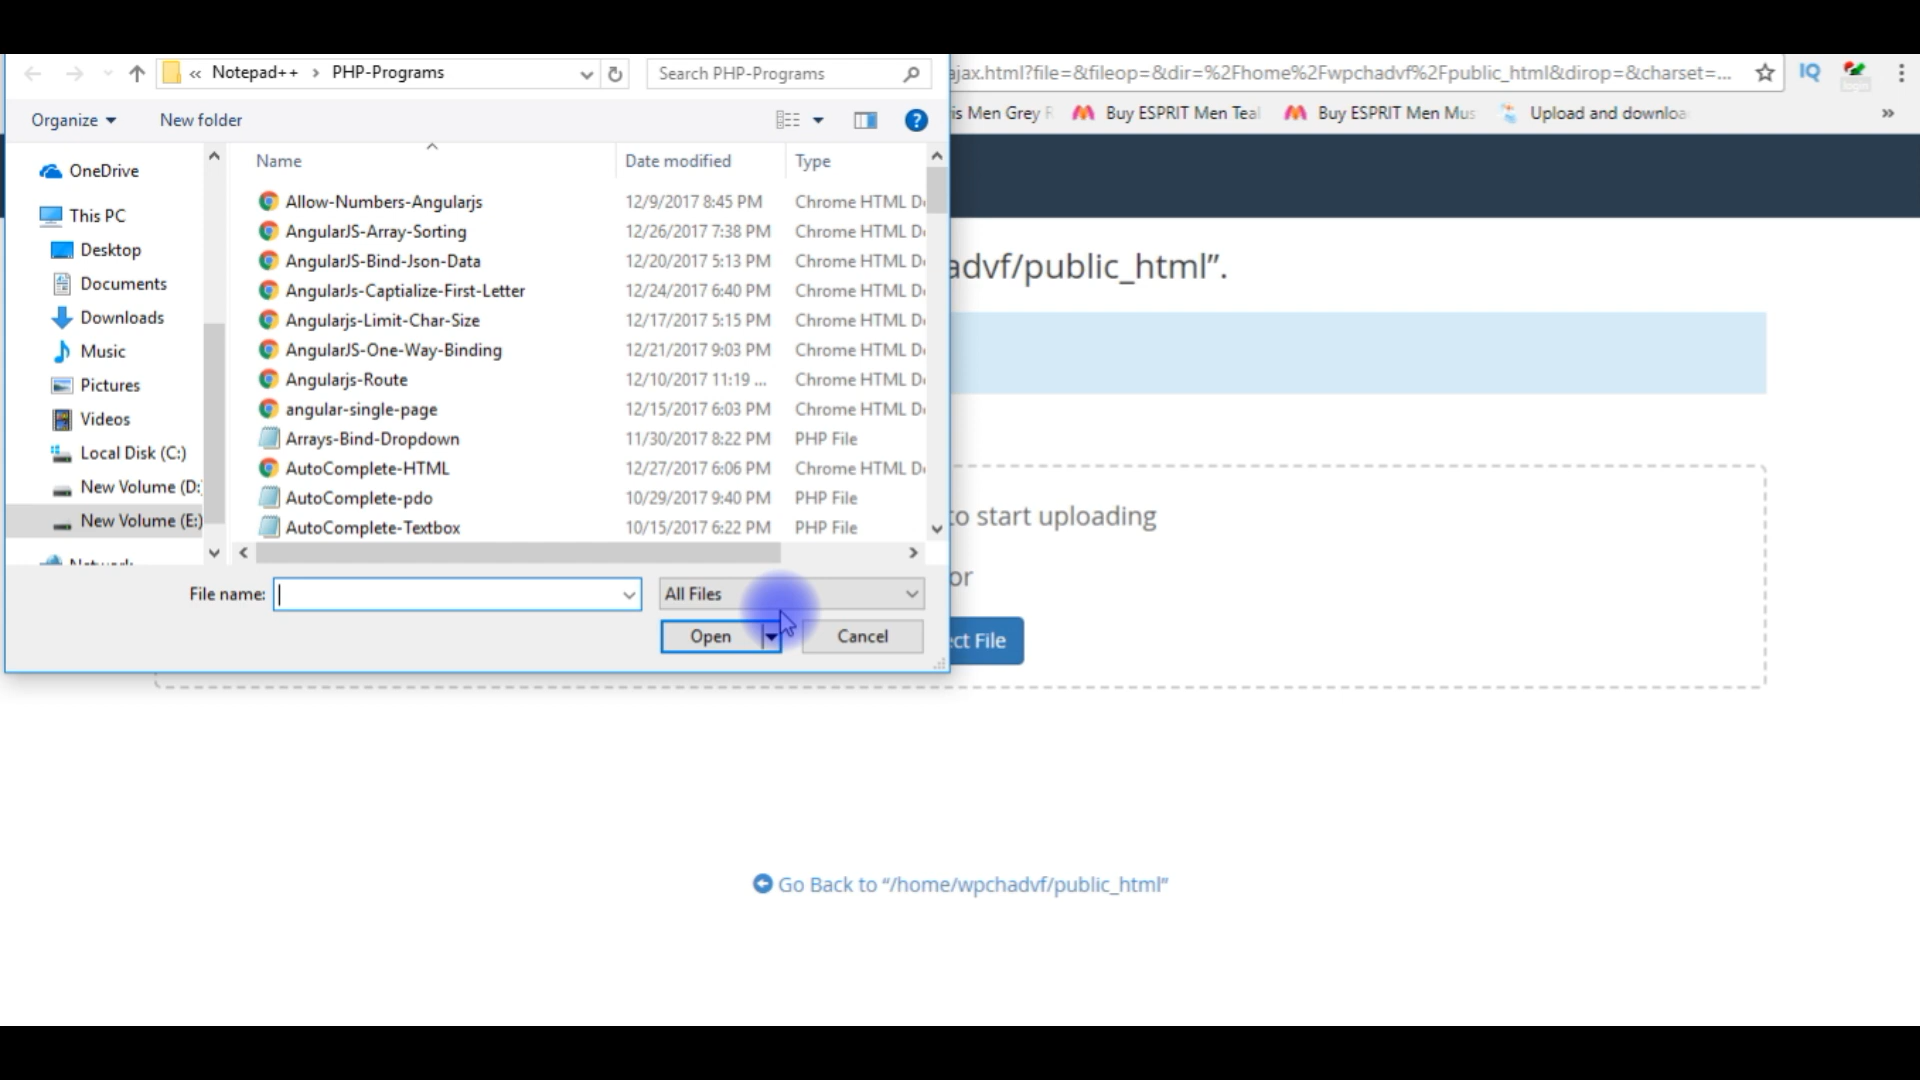 « Notepad++ › PHP-Programs
Search PHP-Programs
ajax.html?file=&fileop=&dir=%2Fhome%2Fwpchadvf%2Fpublic_html&dirop=&charset=...
IQ
Organize
New folder
?
is Men Grey
Buy ESPRIT Men Teal
Buy ESPRIT Men Mus
Upload and downloa
»
Name
Date modified
Type
OneDrive
This PC
Desktop
Documents
Downloads
Music
Pictures
Videos
Local Disk (C:)
New Volume (D:
New Volume (E:)
Network
Allow-Numbers-Angularjs 12/9/2017 8:45 PM Chrome HTML D
AngularJS-Array-Sorting 12/26/2017 7:38 PM Chrome HTML D
AngularJS-Bind-Json-Data 12/20/2017 5:13 PM Chrome HTML D
AngularJs-Captialize-First-Letter 12/24/2017 6:40 PM Chrome HTML D
Angularjs-Limit-Char-Size 12/17/2017 5:15 PM Chrome HTML D
AngularJS-One-Way-Binding 12/21/2017 9:03 PM Chrome HTML D
Angularjs-Route 12/10/2017 11:19 ... Chrome HTML D
angular-single-page 12/15/2017 6:03 PM Chrome HTML D
Arrays-Bind-Dropdown 11/30/2017 8:22 PM PHP File
AutoComplete-HTML 12/27/2017 6:06 PM Chrome HTML D
AutoComplete-pdo 10/29/2017 9:40 PM PHP File
AutoComplete-Textbox 10/15/2017 6:22 PM PHP File
File name:
All Files
Open
Cancel
advf/public_html”.
to start uploading
or
ct File
Go Back to “/home/wpchadvf/public_html”